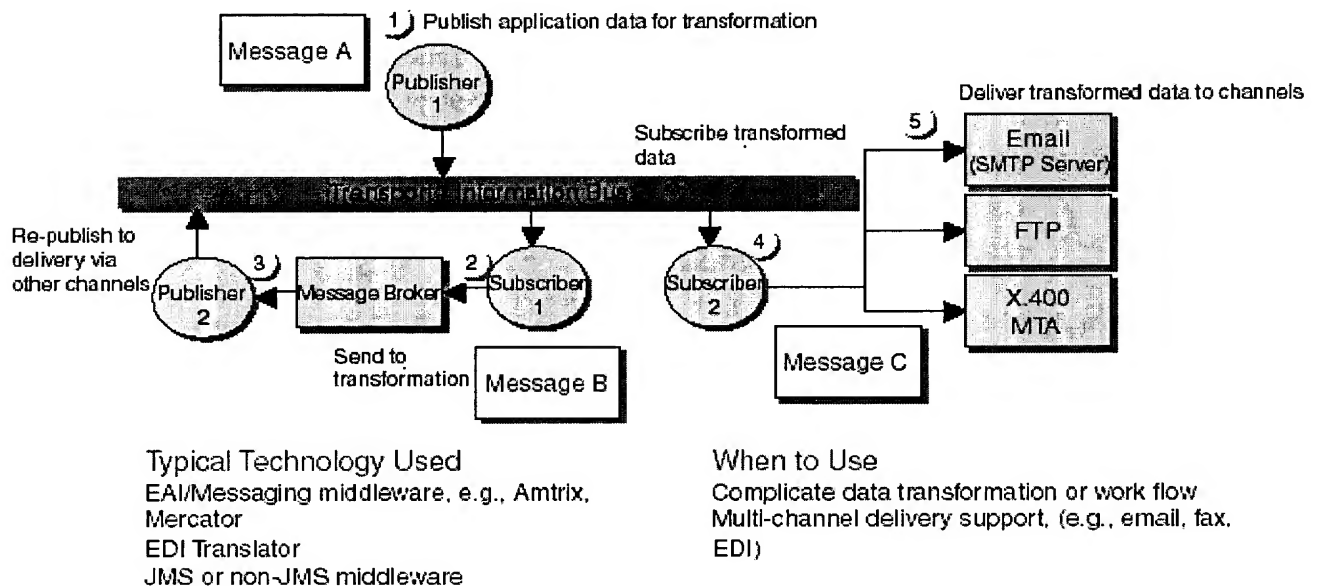 1) Publish application data for transformation
Message A
Publisher
1
Deliver transformed data to channels
Subscribe transformed
data
5)
Email
(SMTP Server)
Transport/Information Bus
Re-publish to
delivery via
other channels
3)
Publisher
2
Message Broker
2)
Subscriber
1
4)
Subscriber
2
FTP
X.400
MTA
Send to
transformation
Message B
Message C
Typical Technology Used
EAI/Messaging middleware, e.g., Amtrix,
Mercator
EDI Translator
JMS or non-JMS middleware
When to Use
Complicate data transformation or work flow
Multi-channel delivery support, (e.g., email, fax,
EDI)